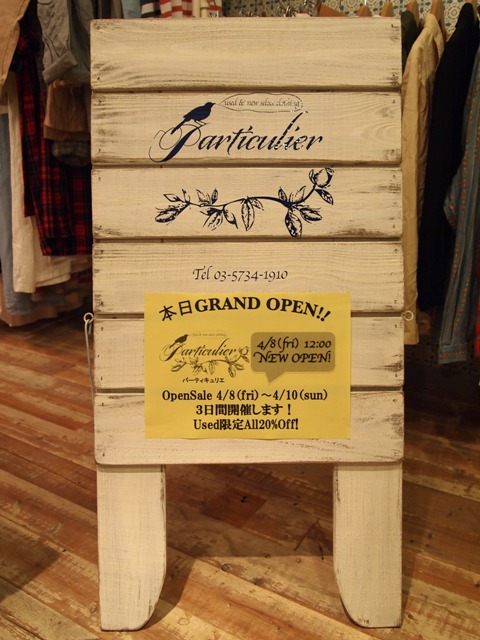 used & new select clothing
Particulier
Tel 03-5734-1910
本日GRAND OPEN!!
Particulier
パーティキュリエ
4/8(fri) 12:00
NEW OPEN!
OpenSale 4/8(fri)～4/10(sun)
3日間開催します！
Used限定All20%Off!